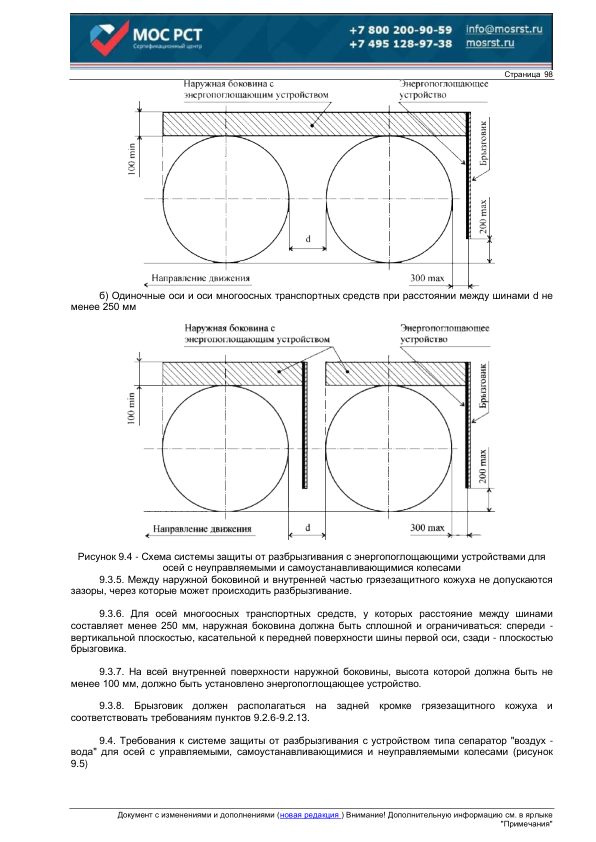 МОС РСТ
Сертификационный центр
+7 800 200-90-59
+7 495 128-97-38
info@mosrst.ru
mosrst.ru
Страница 98
Наружная боковина с
энергопоглощающим устройством
Энергопоглощающее
устройство
100 min
Брызговик
200 max
d
Направление движения
300 max
б) Одиночные оси и оси многоосных транспортных средств при расстоянии между шинами d не
менее 250 мм
Наружная боковина с
энергопоглощающим устройством
Энергопоглощающее
устройство
100 min
Брызговик
200 max
Направление движения
d
300 max
Рисунок 9.4 - Схема системы защиты от разбрызгивания с энергопоглощающими устройствами для
осей с неуправляемыми и самоустанавливающимися колесами
9.3.5. Между наружной боковиной и внутренней частью грязезащитного кожуха не допускаются
зазоры, через которые может происходить разбрызгивание.
9.3.6. Для осей многоосных транспортных средств, у которых расстояние между шинами
составляет менее 250 мм, наружная боковина должна быть сплошной и ограничиваться: спереди -
вертикальной плоскостью, касательной к передней поверхности шины первой оси, сзади - плоскостью
брызговика.
9.3.7. На всей внутренней поверхности наружной боковины, высота которой должна быть не
менее 100 мм, должно быть установлено энергопоглощающее устройство.
9.3.8. Брызговик должен располагаться на задней кромке грязезащитного кожуха и
соответствовать требованиям пунктов 9.2.6-9.2.13.
9.4. Требования к системе защиты от разбрызгивания с устройством типа сепаратор "воздух -
вода" для осей с управляемыми, самоустанавливающимися и неуправляемыми колесами (рисунок
9.5)
Документ с изменениями и дополнениями (новая редакция ) Внимание! Дополнительную информацию см. в ярлыке
"Примечания"